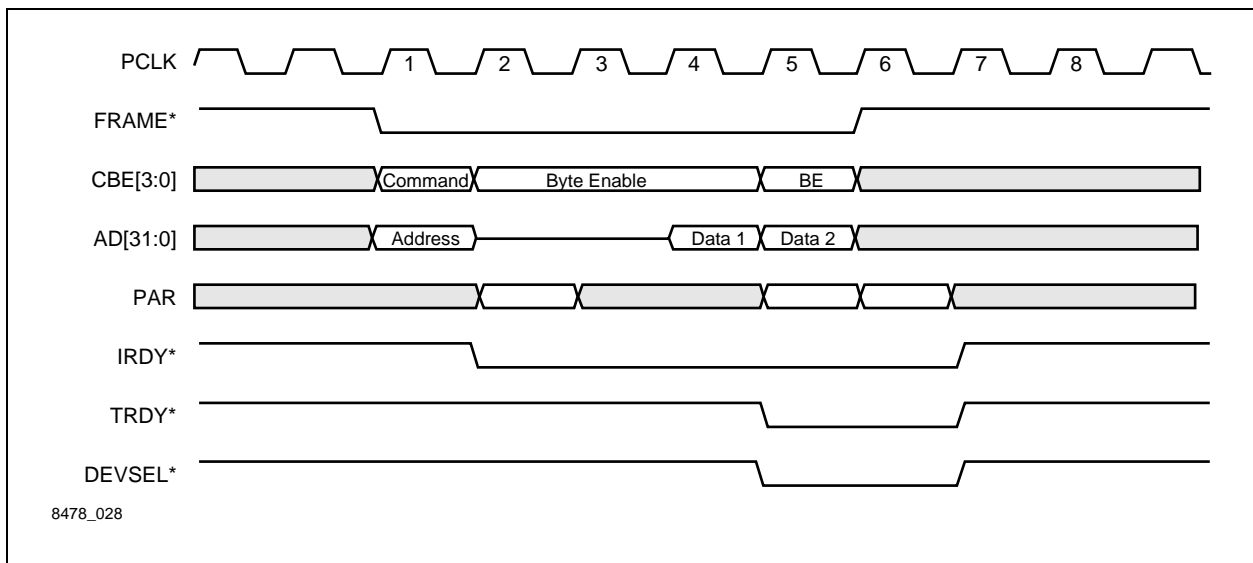 PCLK 1 2 3 4 5 6 7 8
FRAME*
CBE[3:0] Command Byte Enable BE
AD[31:0] Address Data 1 Data 2
PAR
IRDY*
TRDY*
DEVSEL*
8478_028